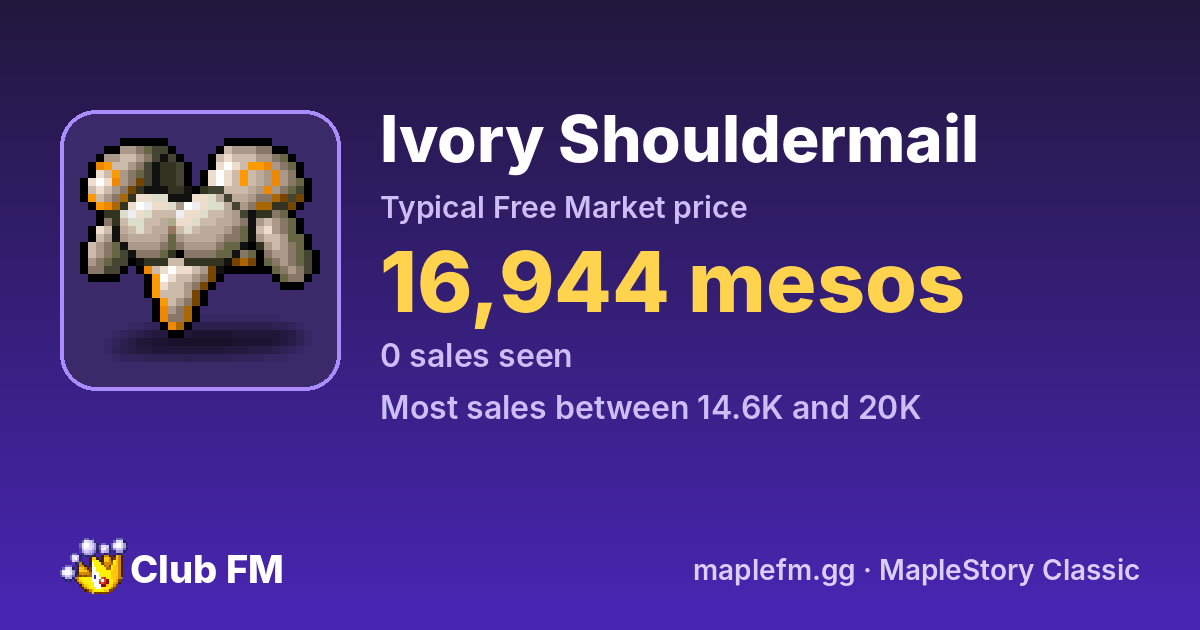 Ivory Shouldermail
Typical Free Market price
16,944 mesos
0 sales seen
Most sales between 14.6K and 20K
Club FM
maplefm.gg · MapleStory Classic